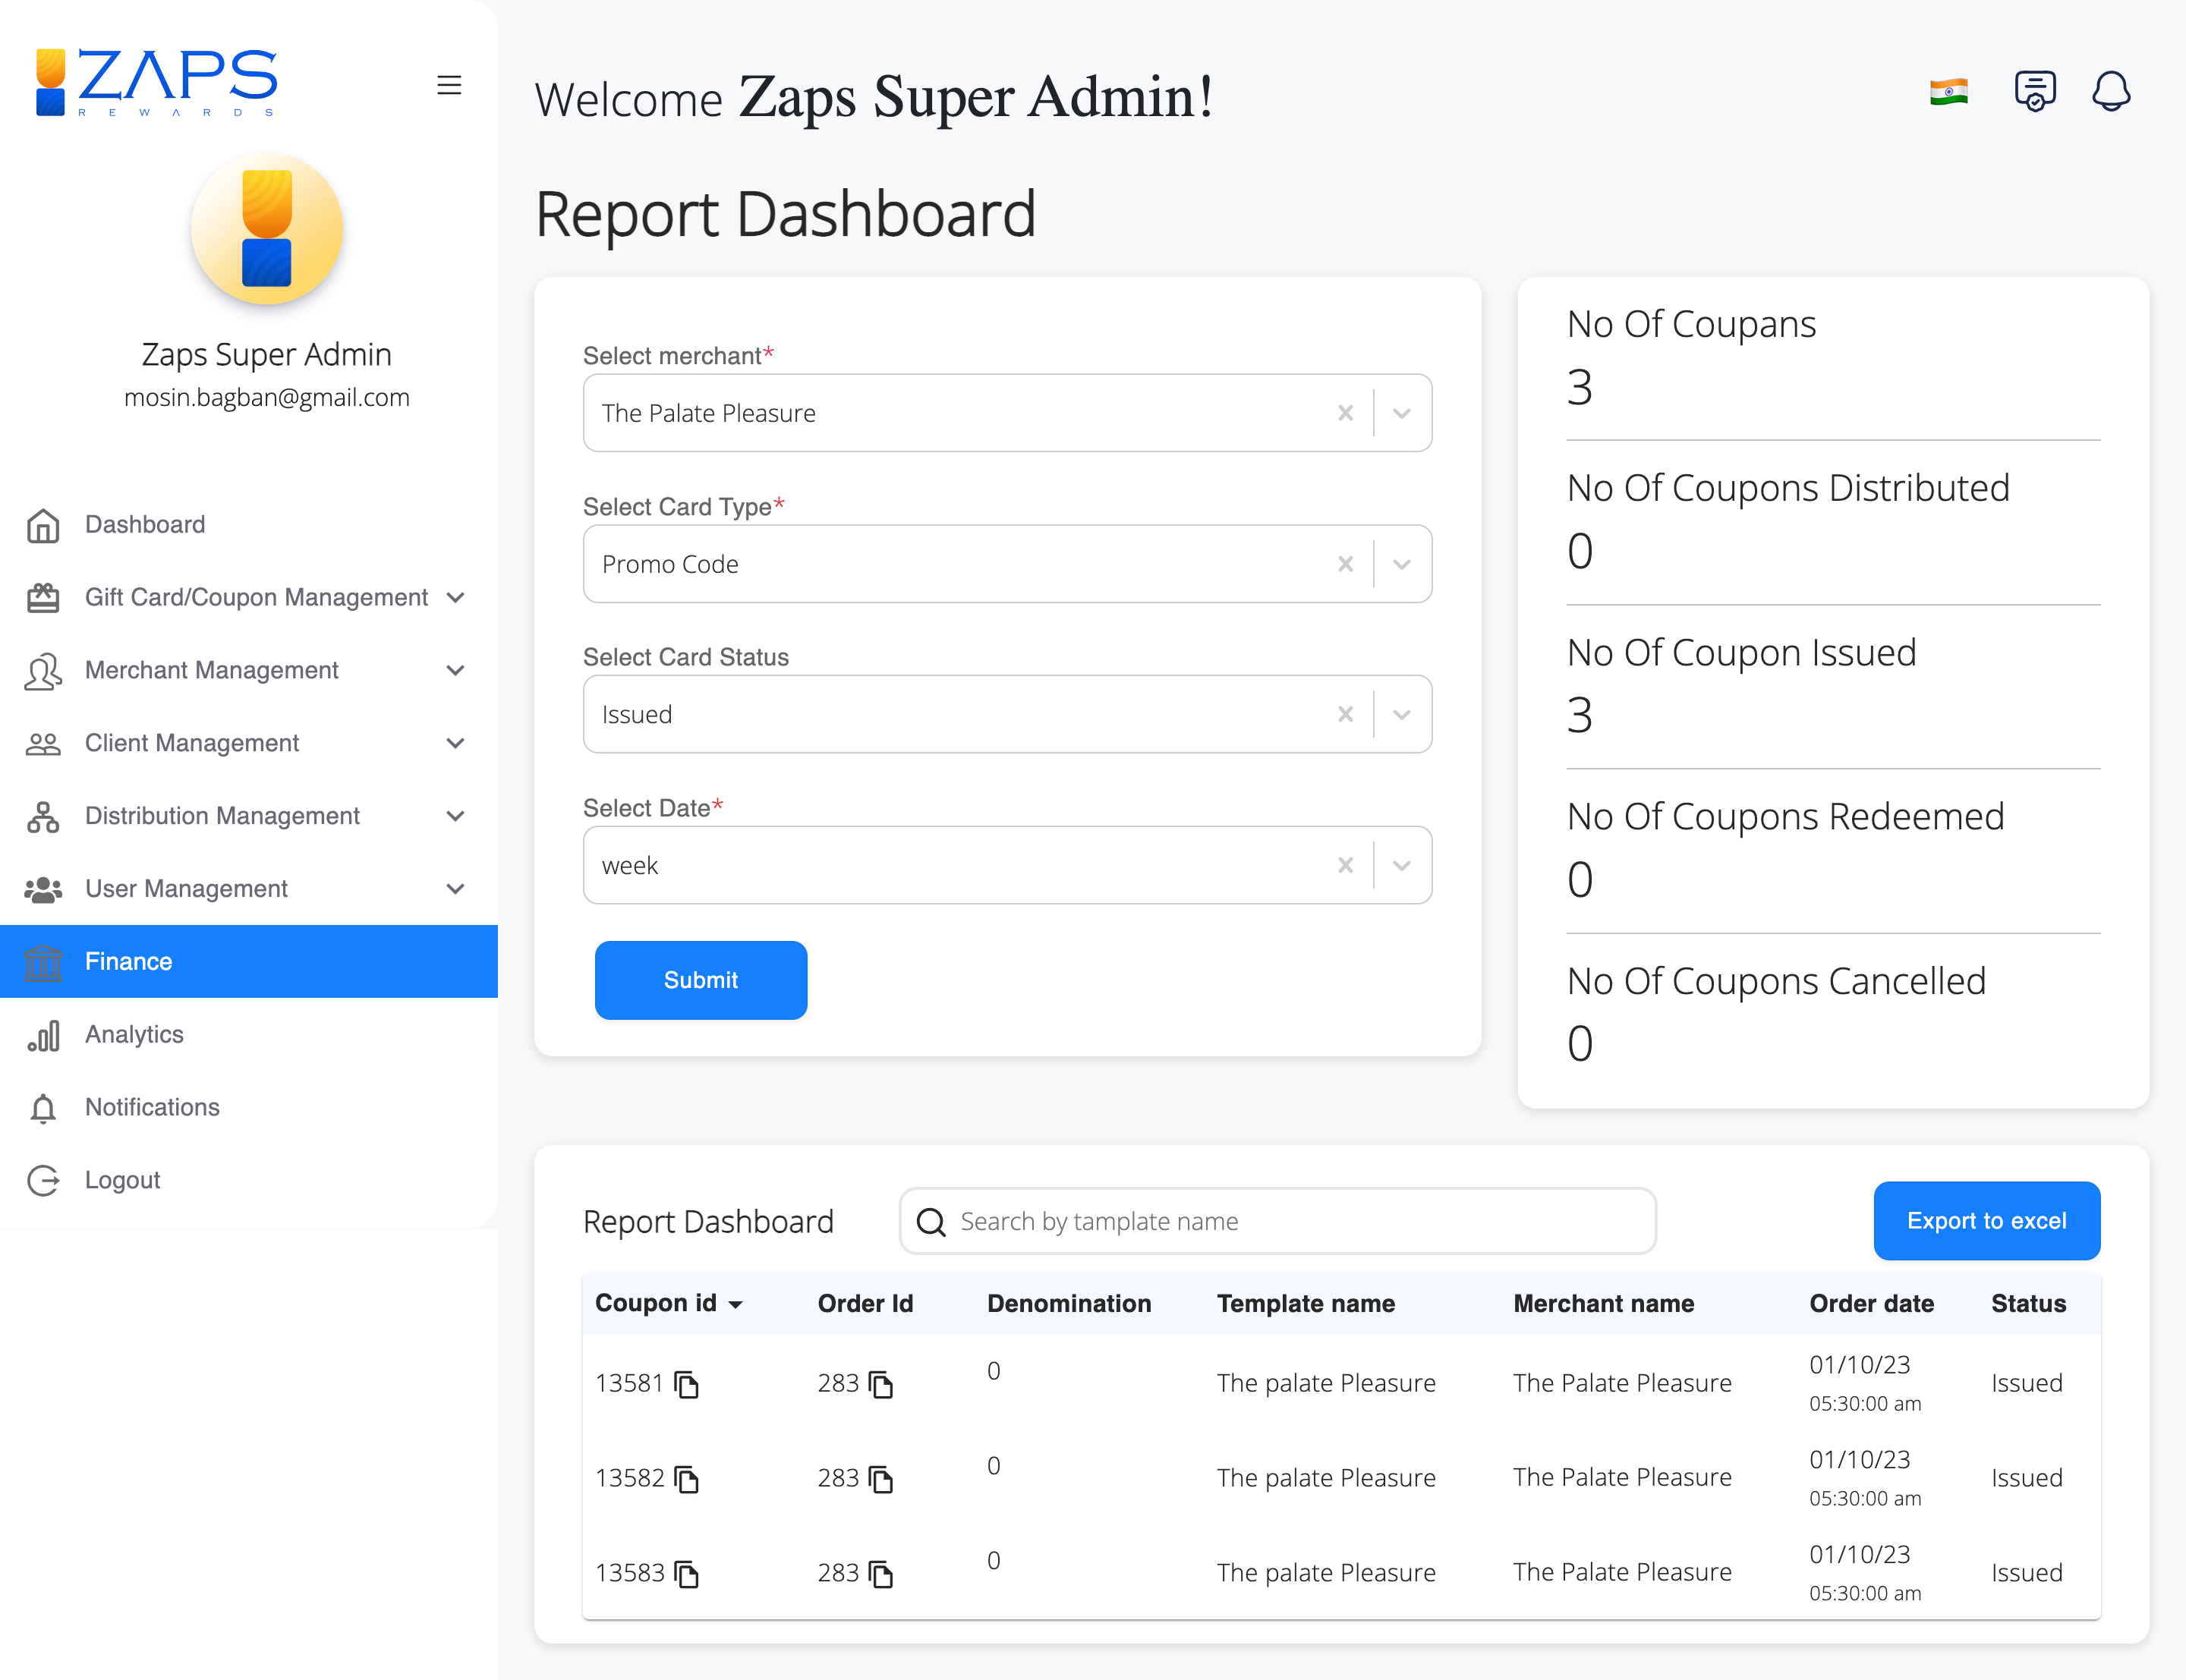 ZAPS
REWARDS
Zaps Super Admin
mosin.bagban@gmail.com
Dashboard
Gift Card/Coupon Management
Merchant Management
Client Management
Distribution Management
User Management
Finance
Analytics
Notifications
Logout
Welcome Zaps Super Admin!
Report Dashboard
Select merchant*
The Palate Pleasure
Select Card Type*
Promo Code
Select Card Status
Issued
Select Date*
week
Submit
No Of Coupans
3
No Of Coupons Distributed
0
No Of Coupon Issued
3
No Of Coupons Redeemed
0
No Of Coupons Cancelled
0
Report Dashboard
Search by tamplate name
Export to excel
Coupon id Order Id Denomination Template name Merchant name Order date Status
13581 283 0 The palate Pleasure The Palate Pleasure 01/10/23 Issued
05:30:00 am
13582 283 0 The palate Pleasure The Palate Pleasure 01/10/23 Issued
05:30:00 am
13583 283 0 The palate Pleasure The Palate Pleasure 01/10/23 Issued
05:30:00 am